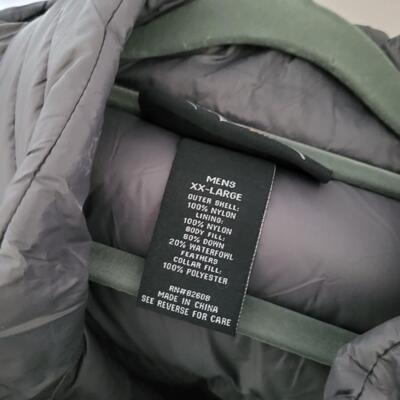 MENS
XX-LARGE
OUTER SHELL:
100% NYLON
LINING:
100% NYLON
BODY FILL:
80% DOWN
20% WATERFOWL
FEATHERS
COLLAR FILL:
100% POLYESTER
RN#82608
MADE IN CHINA
SEE REVERSE FOR CARE